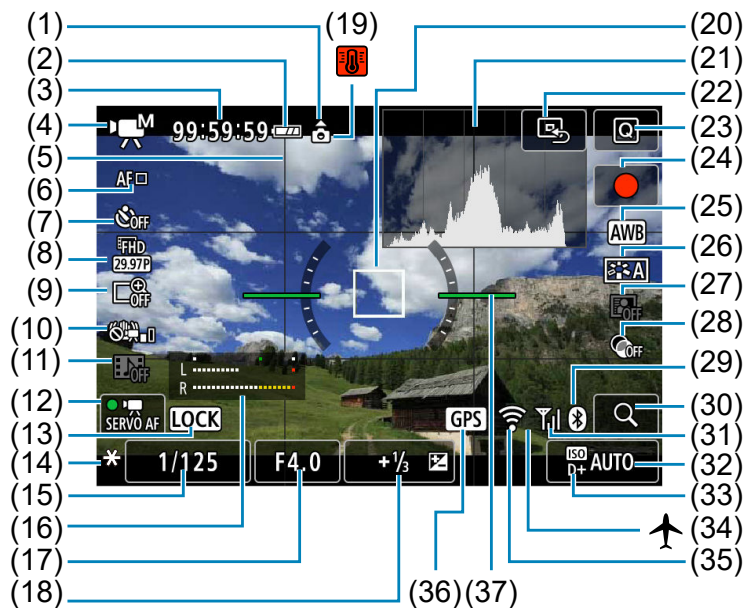 (1)
(19)
(20)
(2)
(21)
(3)
(22)
(4)
M
99:59:59
Q
(23)
(5)
(24)
(6)
AF
(25)
AWB
(7)
OFF
(26)
A
(8)
FHD
29.97P
(27)
OFF
(9)
OFF
(28)
OFF
(10)
(29)
(11)
OFF
L
R
(30)
(12)
SERVO AF
(31)
(13)
LOCK
GPS
(32)
(14)
1/125
F4.0
+1/3
ISO
D+
AUTO
(33)
(15)
(34)
(16)
(35)
(17)
(18)
(36)
(37)